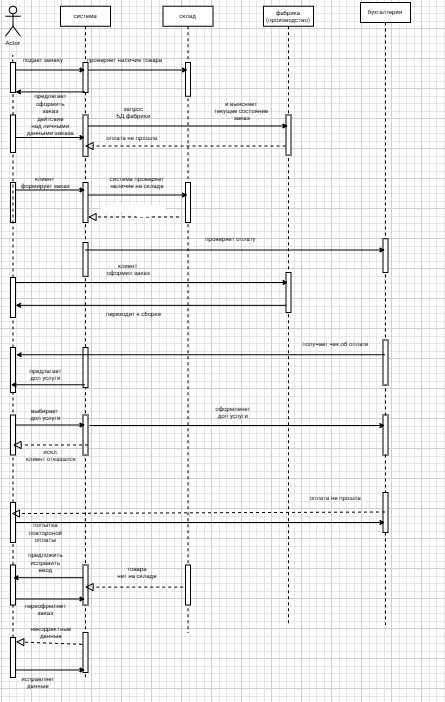 система
склад
фабрика
(производство)
бухгалтерия
Actor
подает заявку
проверяет наличие товара
предлагает
оформить
заказ
действие
над личными
данными заказа
запрос
БД фабрики
и выясняет
текущее состояние
заказ
оплата не прошла
клиент
формирует заказ
система проверяет
наличие на складе
проверяет оплату
клиент
оформил заказ
переходит к сборке
получает чек об оплате
предлагает
доп услуги
выбирает
доп услуги
оформляет
доп услуги
искл.
клиент отказался
оплата не прошла
попытка
повторной
оплаты
предложить
исправить
ввод
товара
нет на складе
переоформляет
заказ
некорректные
данные
исправляет
данные